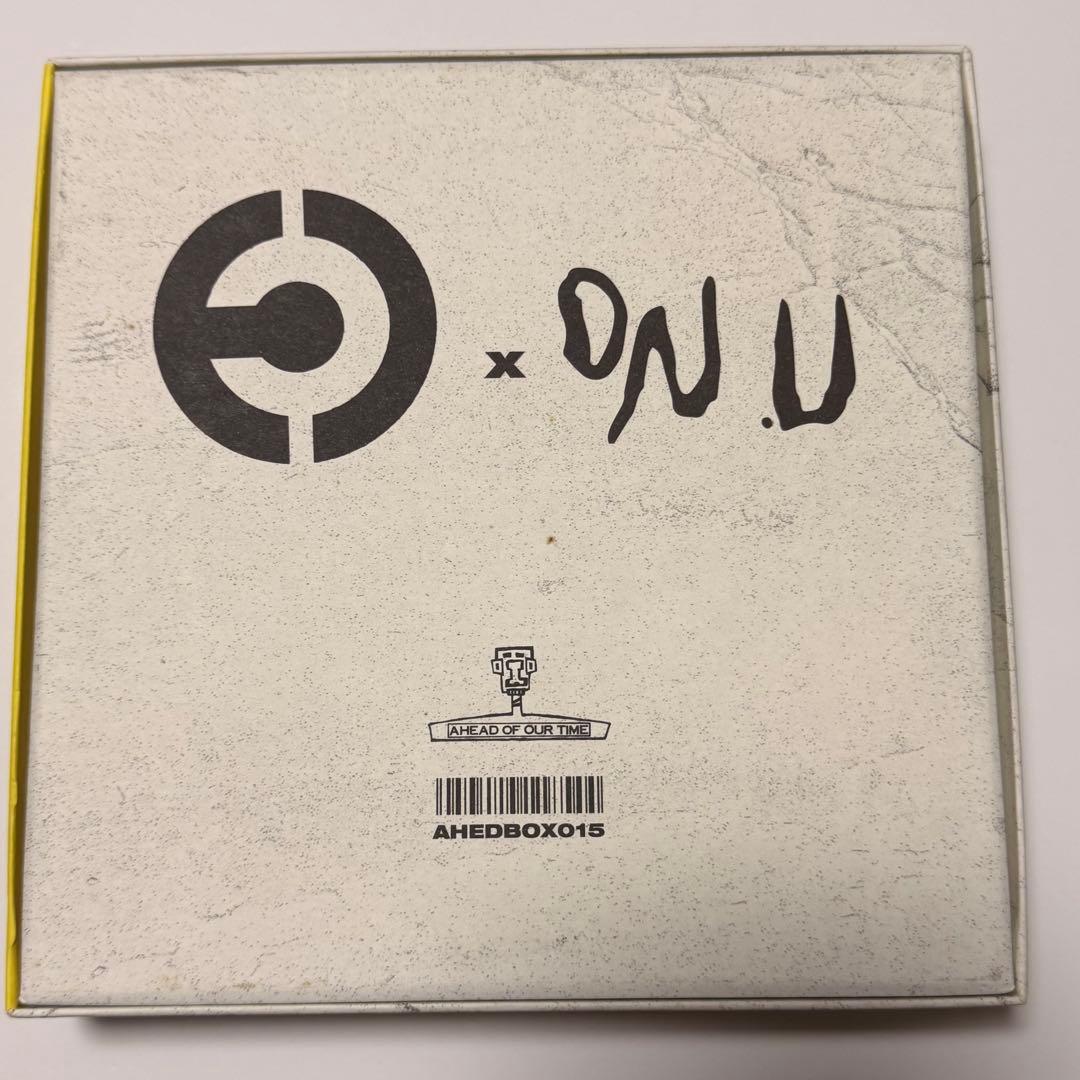 x ON .U
AHEAD OF OUR TIME
AHEDBOX015